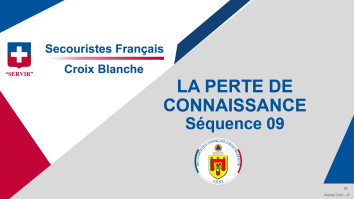 Secouristes Français
Croix Blanche
"SERVIR"
LA PERTE DE
CONNAISSANCE
Séquence 09